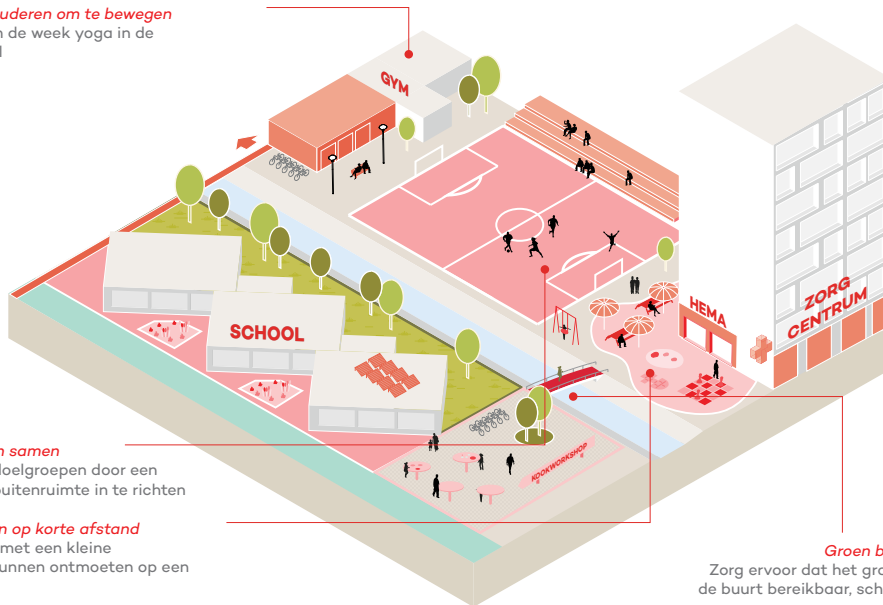 uderen om te bewegen
de week yoga in de
GYM
SCHOOL
HEMA
ZORG
CENTRUM
KOOKWORKSHOP
samen
loelgroepen door een
uitenruimte in te richten
op korte afstand
met een kleine
unnen ontmoeten op een
Groen b
Zorg ervoor dat het gro
de buurt bereikbaar, sch